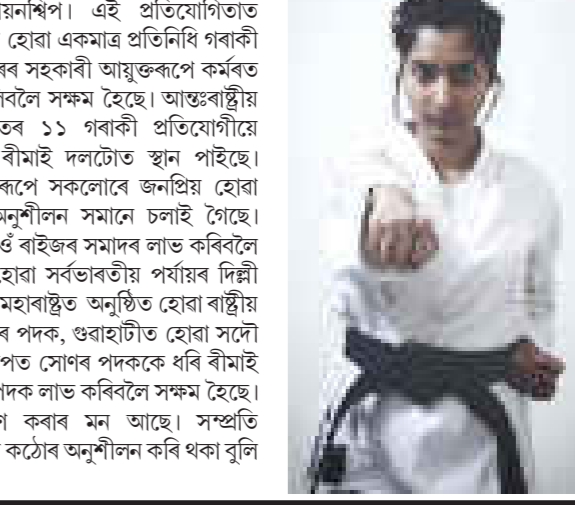 য়নশ্বিপ। এই প্ৰতিযোগিতাত
হোৱা একমাত্ৰ প্ৰতিনিধি গৰাকী
ৰৰ সহকাৰী আয়ুক্তৰূপে কৰ্মৰত
বলৈ সক্ষম হৈছে। আন্তঃৰাষ্ট্ৰীয়
তৰ ১১ গৰাকী প্ৰতিযোগীয়ে
ৰীমাই দলটোত স্থান পাইছে।
ৰূপে সকলোৰে জনপ্ৰিয় হোৱা
অনুশীলন সমানে চলাই গৈছে।
ওঁ ৰাইজৰ সমাদৰ লাভ কৰিবলৈ
হোৱা সৰ্বভাৰতীয় পৰ্যায়ৰ দিল্লী
মহাৰাষ্ট্ৰত অনুষ্ঠিত হোৱা ৰাষ্ট্ৰীয়
ৰ পদক, গুৱাহাটীত হোৱা সদৌ
পত সোণৰ পদককে ধৰি ৰীমাই
পদক লাভ কৰিবলৈ সক্ষম হৈছে।
কৰাৰ মন আছে। সম্প্ৰতি
কঠোৰ অনুশীলন কৰি থকা বুলি